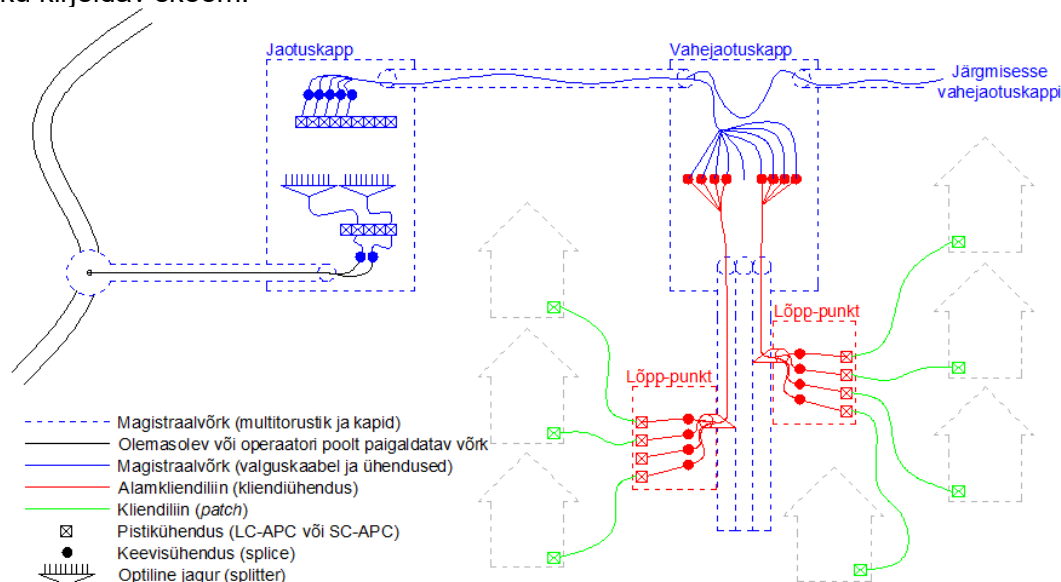 Jaotuskapp
Vahejaotuskapp
Järgmisesse
vahejaotuskappi
Lõpp-punkt
Lõpp-punkt
Magistraalvõrk (multitorustik ja kapid)
Olemasolev või operaatori poolt paigaldatav võrk
Magistraalvõrk (valguskaabel ja ühendused)
Alamkliendiliin (kliendiühendus)
Kliendiliin (patch)
Pistikühendus (LC-APC või SC-APC)
Keevisühendus (splice)
Optiline jagur (splitter)